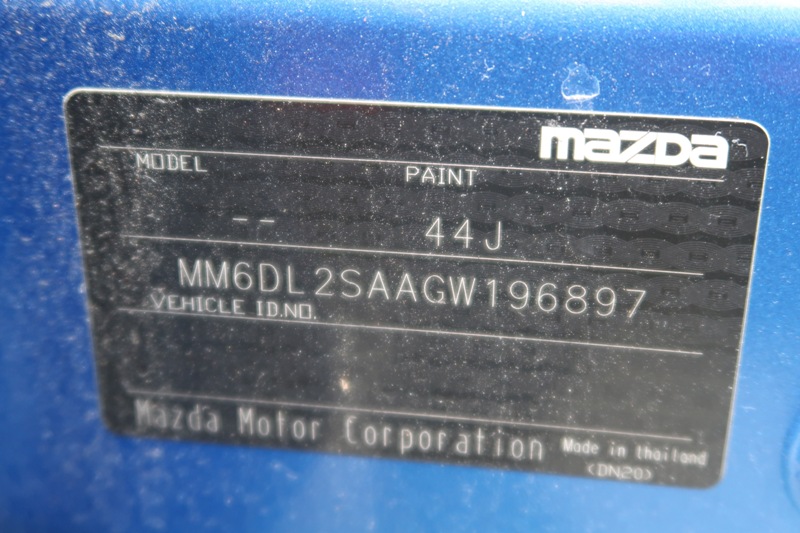 mazda
MODEL PAINT
-- 44J
MM6DL2SAAGW196897
VEHICLE ID.NO.
Mazda Motor Corporation Made in thailand
(DN20)